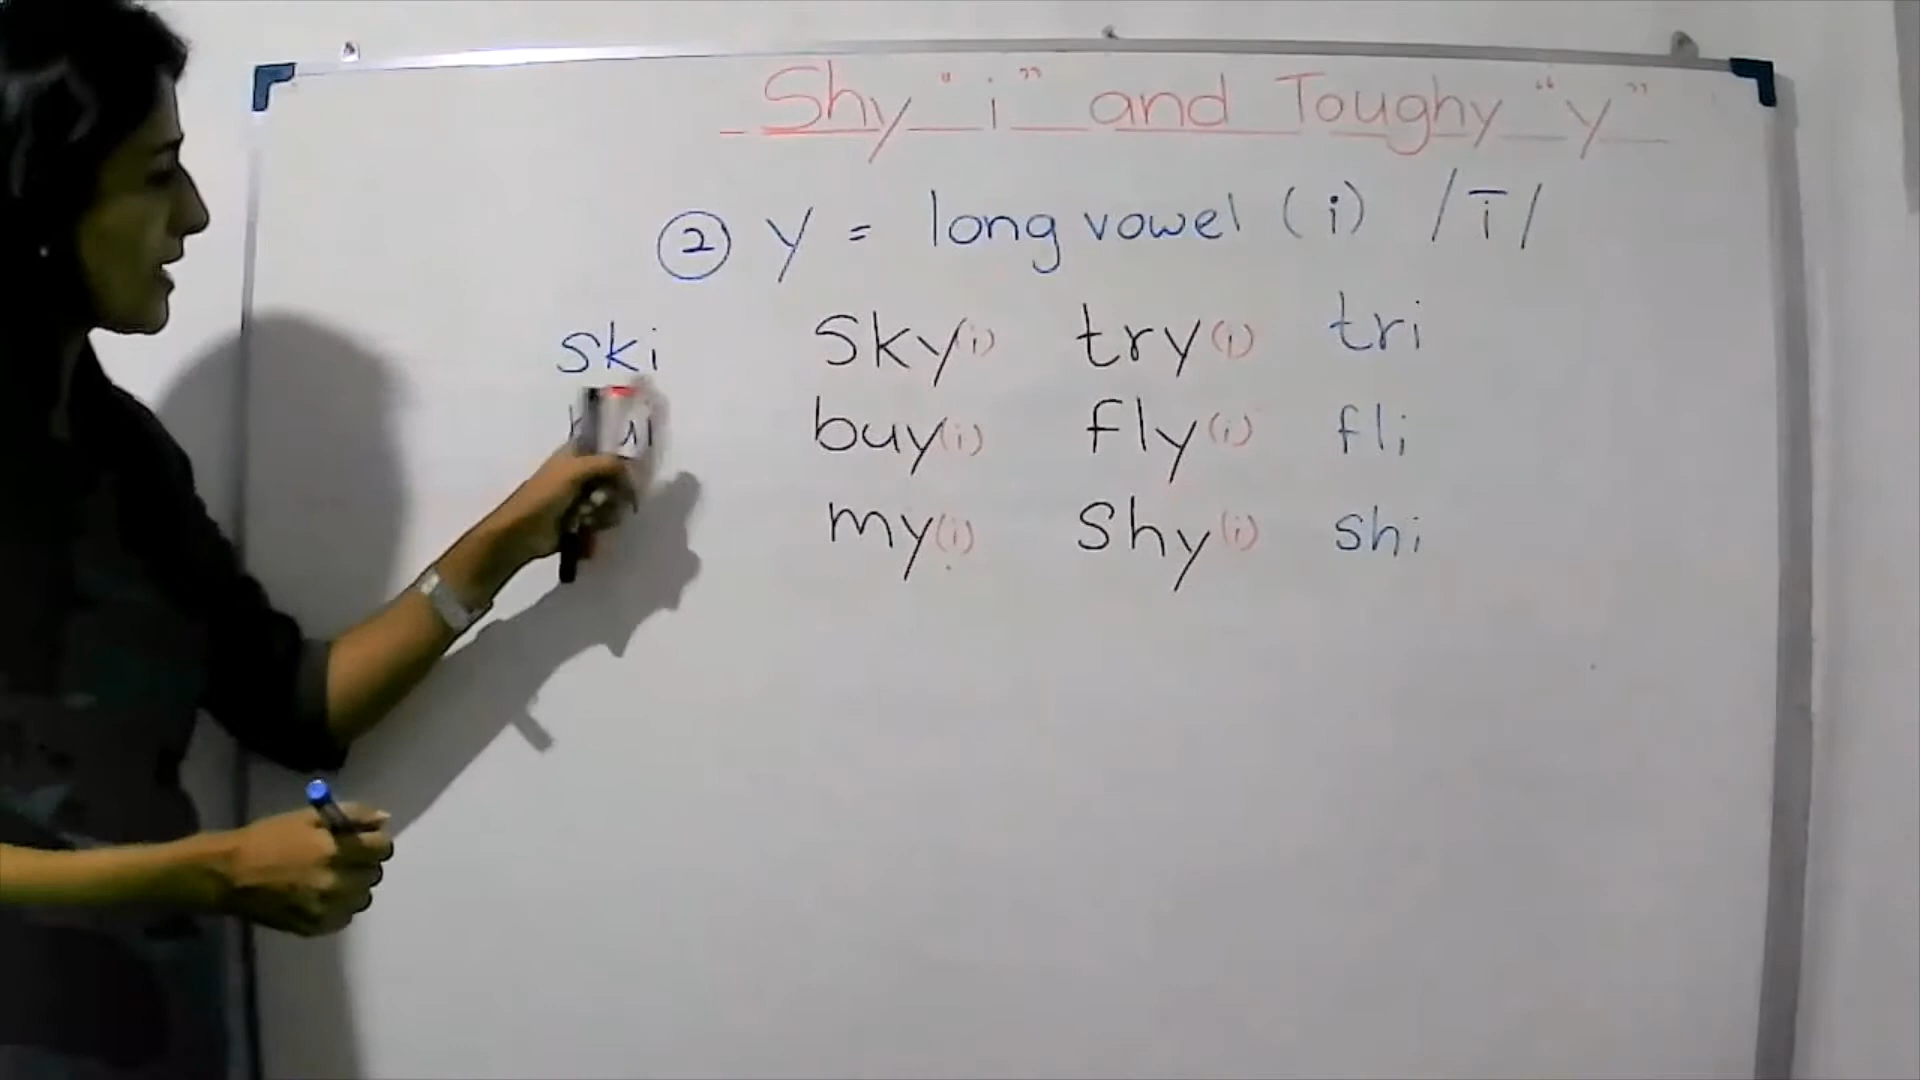 Shy "i" and Toughy "y"
② y = long vowel (i) /ī/
ski sky(i) try(i) tri
buy(i) fly(i) fli
my(i) Shy(i) shi